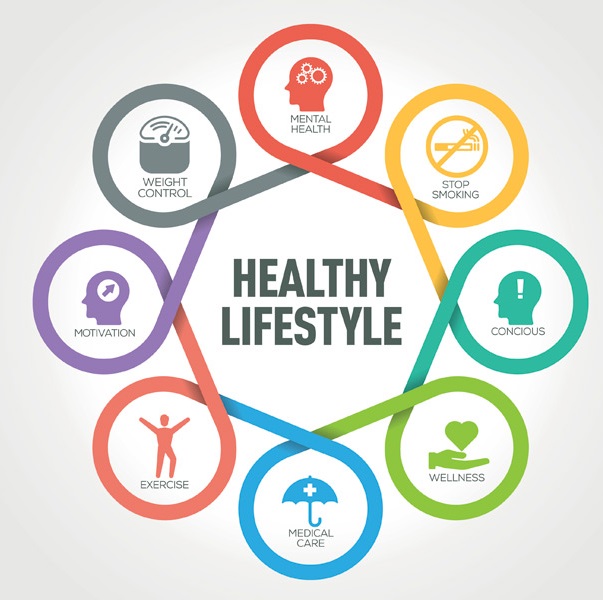 MENTAL
HEALTH
STOP
SMOKING
CONCIOUS
WELLNESS
MEDICAL
CARE
EXERCISE
MOTIVATION
WEIGHT
CONTROL
HEALTHY
LIFESTYLE